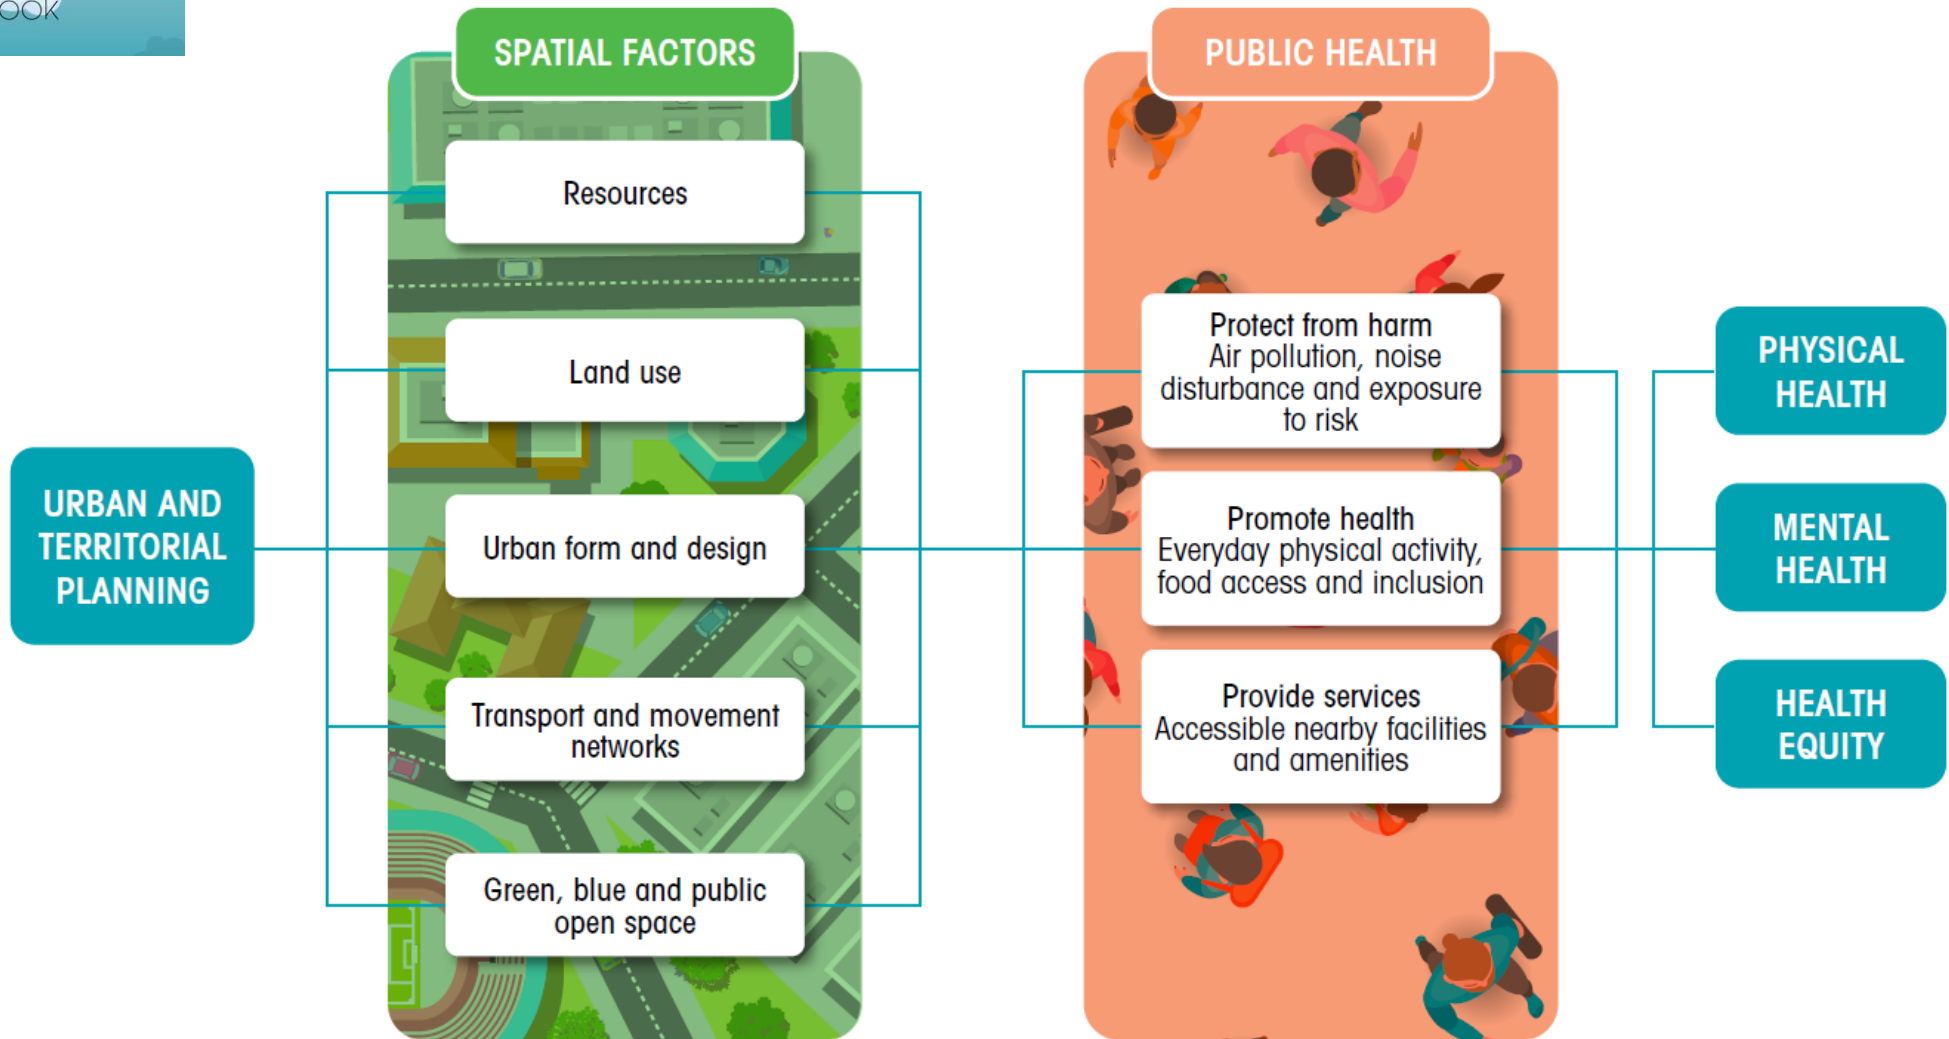 SPATIAL FACTORS
Resources
Land use
Urban form and design
Transport and movement
networks
Green, blue and public
open space
URBAN AND
TERRITORIAL
PLANNING
PUBLIC HEALTH
Protect from harm
Air pollution, noise
disturbance and exposure
to risk
Promote health
Everyday physical activity,
food access and inclusion
Provide services
Accessible nearby facilities
and amenities
PHYSICAL
HEALTH
MENTAL
HEALTH
HEALTH
EQUITY